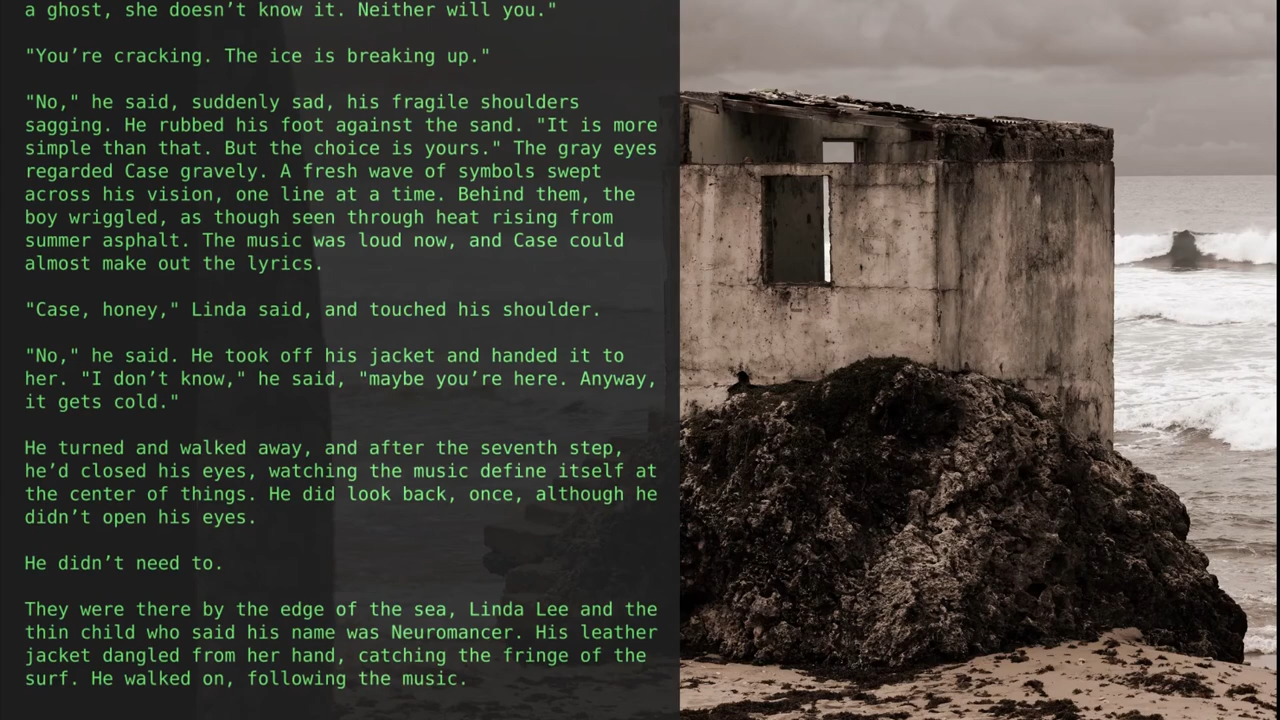 a ghost, she doesn’t know it. Neither will you."
"You’re cracking. The ice is breaking up."
"No," he said, suddenly sad, his fragile shoulders
sagging. He rubbed his foot against the sand. "It is more
simple than that. But the choice is yours." The gray eyes
regarded Case gravely. A fresh wave of symbols swept
across his vision, one line at a time. Behind them, the
boy wriggled, as though seen through heat rising from
summer asphalt. The music was loud now, and Case could
almost make out the lyrics.
"Case, honey," Linda said, and touched his shoulder.
"No," he said. He took off his jacket and handed it to
her. "I don’t know," he said, "maybe you’re here. Anyway,
it gets cold."
He turned and walked away, and after the seventh step,
he’d closed his eyes, watching the music define itself at
the center of things. He did look back, once, although he
didn’t open his eyes.
He didn’t need to.
They were there by the edge of the sea, Linda Lee and the
thin child who said his name was Neuromancer. His leather
jacket dangled from her hand, catching the fringe of the
surf. He walked on, following the music.